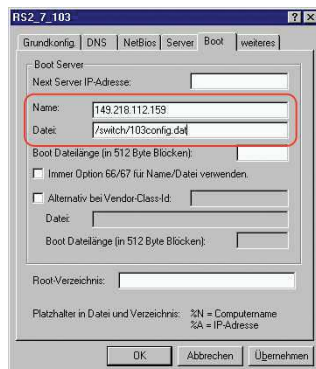 RS2_7_103
Grundkonfig DNS NetBios Server Boot weiteres
Boot Server
Next Server IP-Adresse:
Name: 149.218.112.159
Datei: /switch/103config.dat
Boot Dateilänge (in 512 Byte Blöcken):
Immer Option 66/67 für Name/Datei verwenden.
Alternativ bei Vendor-Class-Id:
Datei:
Boot Dateilänge (in 512 Byte Blöcken):
Root-Verzeichnis:
Platzhalter in Datei und Verzeichnis: %N = Computername
%A = IP-Adresse
OK Abbrechen Übernehmen